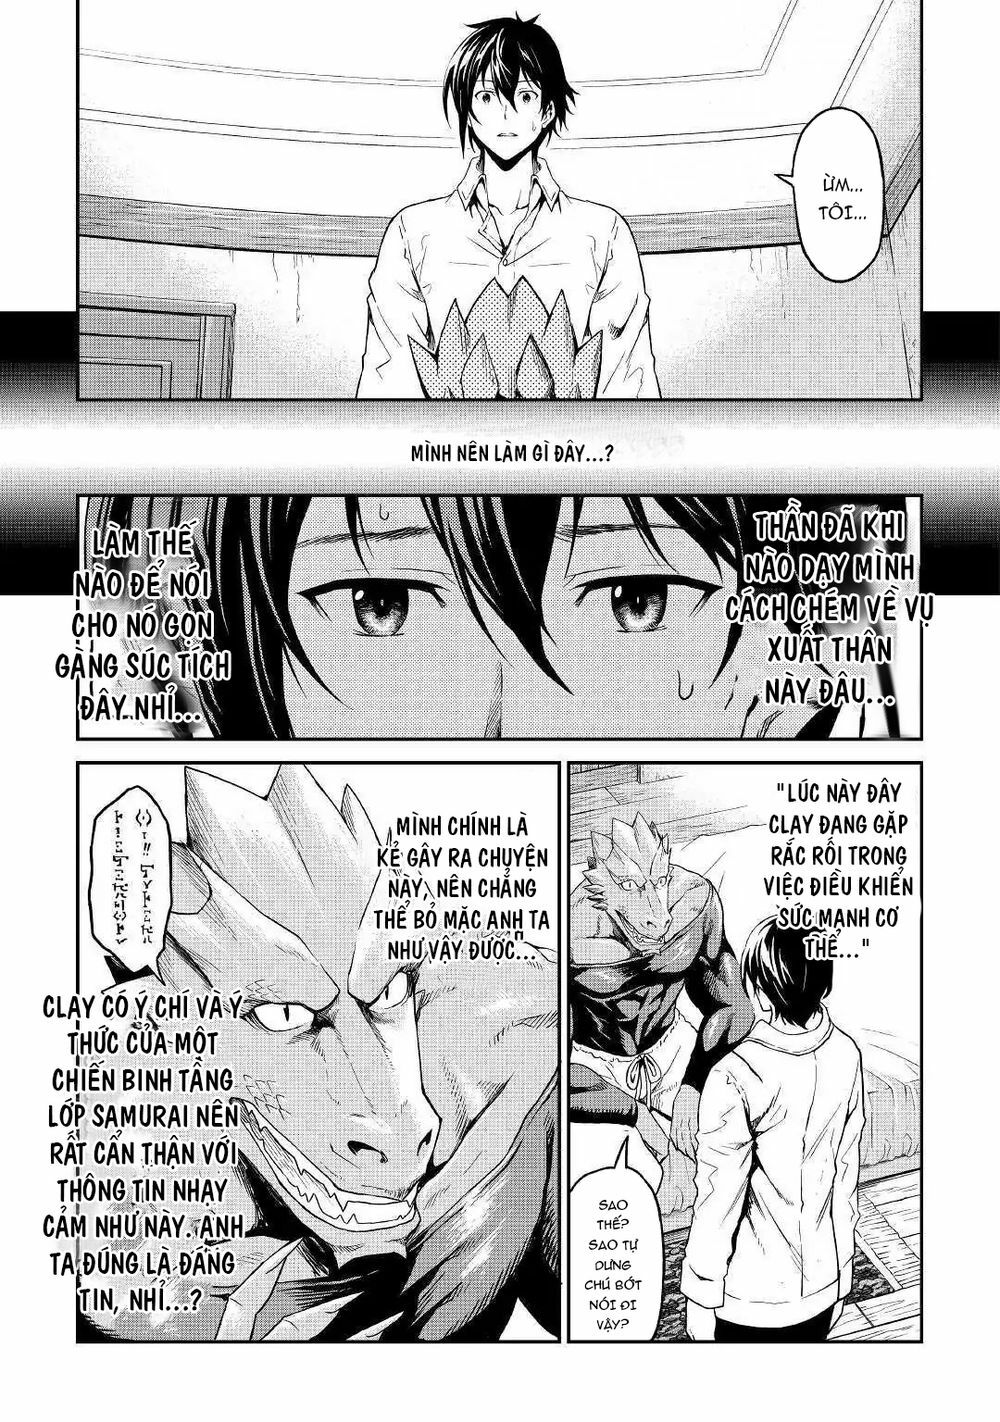 ỪM...
TÔI...
MÌNH NÊN LÀM GÌ ĐÂY...?
THẦN ĐÃ KHI
NÀO DẠY MÌNH
CÁCH CHÉM VỀ VỤ
XUẤT THÂN
NÀY ĐÂU...
LÀM THẾ
NÀO ĐỂ NÓI
CHO NÓ GỌN
GÀNG SÚC TÍCH
ĐÂY NHỈ...
"LÚC NÀY ĐÂY
CLAY ĐANG GẶP
RẮC RỐI TRONG
VIỆC ĐIỀU KHIỂN
SỨC MẠNH CƠ
THỂ..."
SAO
THẾ?
SAO TỰ
DƯNG
CHÚ BỚT
NÓI ĐI
VẬY?
MÌNH CHÍNH LÀ
KẺ GÂY RA CHUYỆN
NÀY, NÊN CHẲNG
THỂ BỎ MẶC ANH TA
NHƯ VẬY ĐƯỢC"...
CLAY CÓ Ý CHÍ VÀ Ý
THỨC CỦA MỘT
CHIẾN BINH TẦNG
LỚP SAMURAI NÊN
RẤT CẨN THẬN VỚI
THÔNG TIN NHẠY
CẢM NHƯ NÀY. ANH
TA ĐÚNG LÀ ĐÁNG
TIN, NHỈ...?